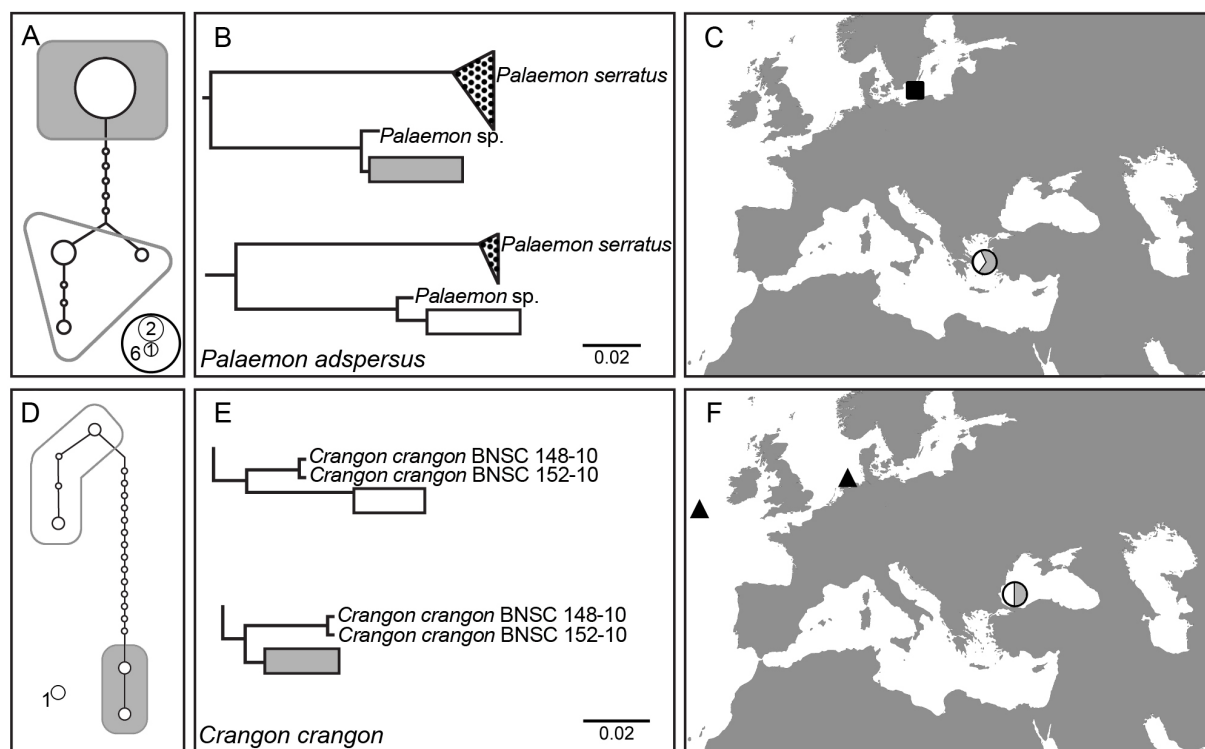 A
2
6
1
B
Palaemon serratus
Palaemon sp.
Palaemon serratus
Palaemon sp.
0.02
Palaemon adspersus
C
D
1
E
Crangon crangon BNSC 148-10
Crangon crangon BNSC 152-10
Crangon crangon BNSC 148-10
Crangon crangon BNSC 152-10
0.02
Crangon crangon
F